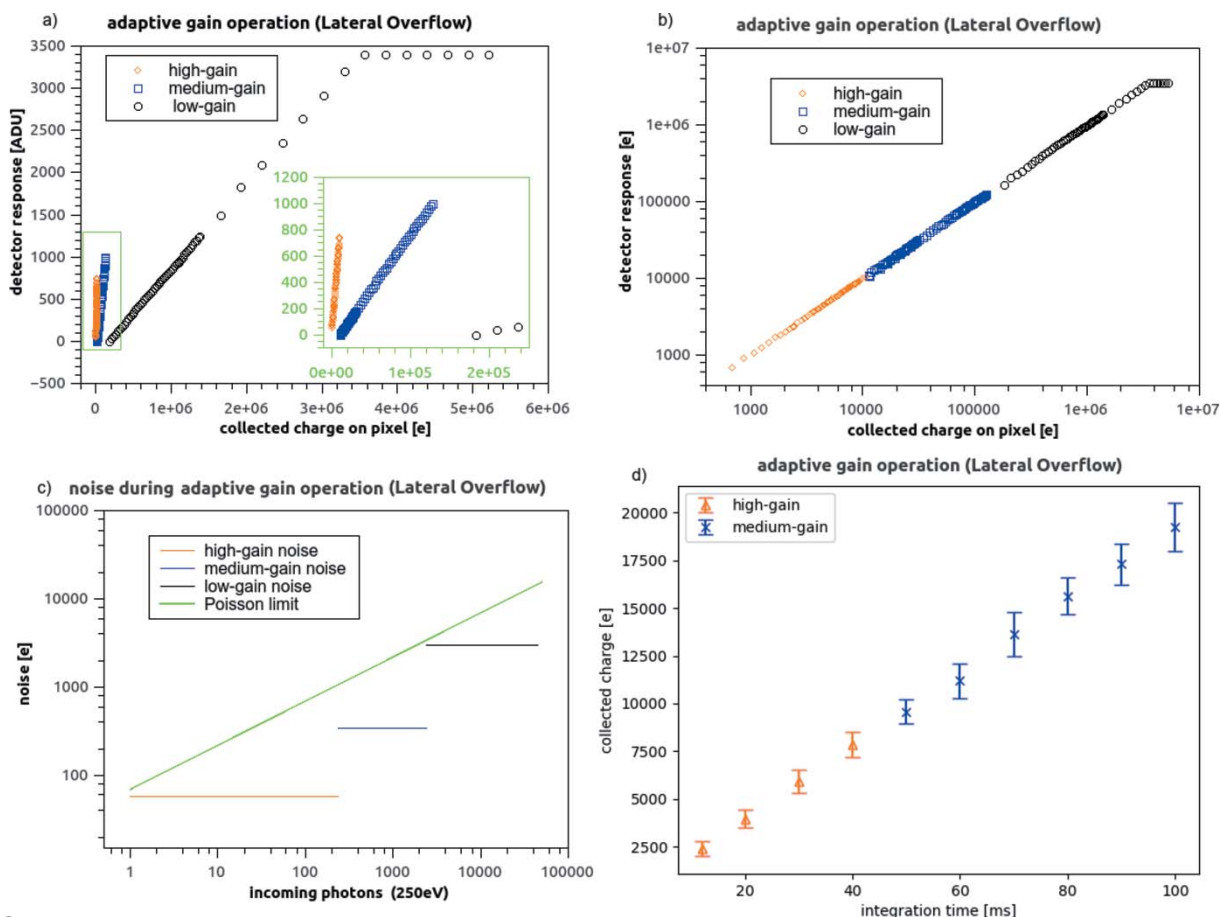 a) adaptive gain operation (Lateral Overflow)
detector response [ADU]
3500
3000
2500
2000
1500
1000
500
0
−500
high-gain
medium-gain
low-gain
1200
1000
800
600
400
200
0
0e+00 1e+05 2e+05
0 1e+06 2e+06 3e+06 4e+06 5e+06 6e+06
collected charge on pixel [e]
b) adaptive gain operation (Lateral Overflow)
detector response [e]
1e+07
1e+06
100000
10000
1000
high-gain
medium-gain
low-gain
1000 10000 100000 1e+06 1e+07
collected charge on pixel [e]
c) noise during adaptive gain operation (Lateral Overflow)
noise [e]
100000
10000
1000
100
high-gain noise
medium-gain noise
low-gain noise
Poisson limit
1 10 100 1000 10000 100000
incoming photons (250eV)
d) adaptive gain operation (Lateral Overflow)
collected charge [e]
20000
17500
15000
12500
10000
7500
5000
2500
high-gain
medium-gain
20 40 60 80 100
integration time [ms]